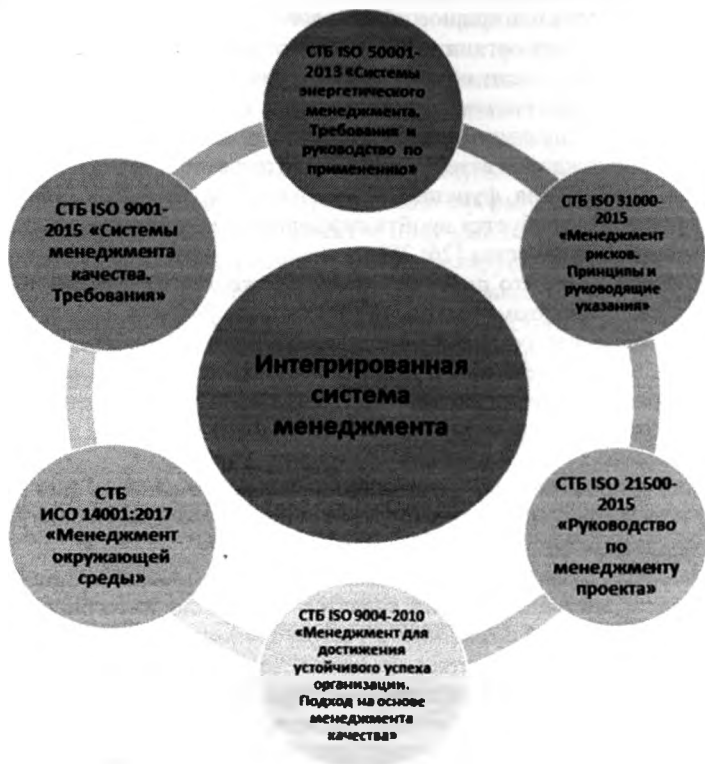 СТБ ISO 50001-
2013 «Системы
энергетического
менеджмента.
Требования и
руководство по
применению»
СТБ ISO 31000-
2015
«Менеджмент
рисков.
Принципы и
руководящие
указания»
СТБ ISO 21500-
2015
«Руководство
по
менеджменту
проекта»
СТБ ISO 9004-2010
«Менеджмент для
достижения
устойчивого успеха
организации.
Подход на основе
менеджмента
качества»
СТБ
ИСО 14001:2017
«Менеджмент
окружающей
среды»
СТБ ISO 9001-
2015 «Системы
менеджмента
качества.
Требования»
Интегрированная
система
менеджмента